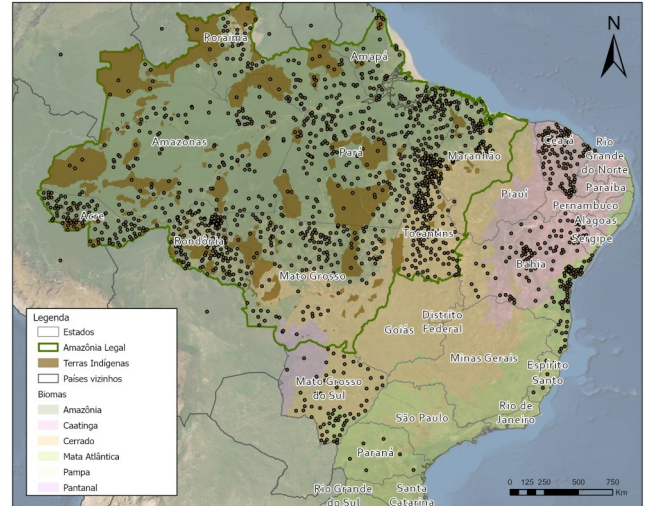 N
Roraima
Amapá
Amazonas
Pará
Maranhão
Ceará
Rio
Grande
do Norte
Paraíba
Piauí
Pernambuco
Alagoas
Sergipe
Acre
Rondônia
Tocantins
Bahia
Mato Grosso
Distrito
Federal
Goiás
Minas Gerais
Espírito
Santo
Mato Grosso
do Sul
São Paulo
Rio de
Janeiro
Paraná
Rio Grande
do Sul
Santa
Catarina
Legenda
Estados
Amazônia Legal
Terras Indígenas
Países vizinhos
Biomas
Amazônia
Caatinga
Cerrado
Mata Atlântica
Pampa
Pantanal
0 125 250 500 750
Km